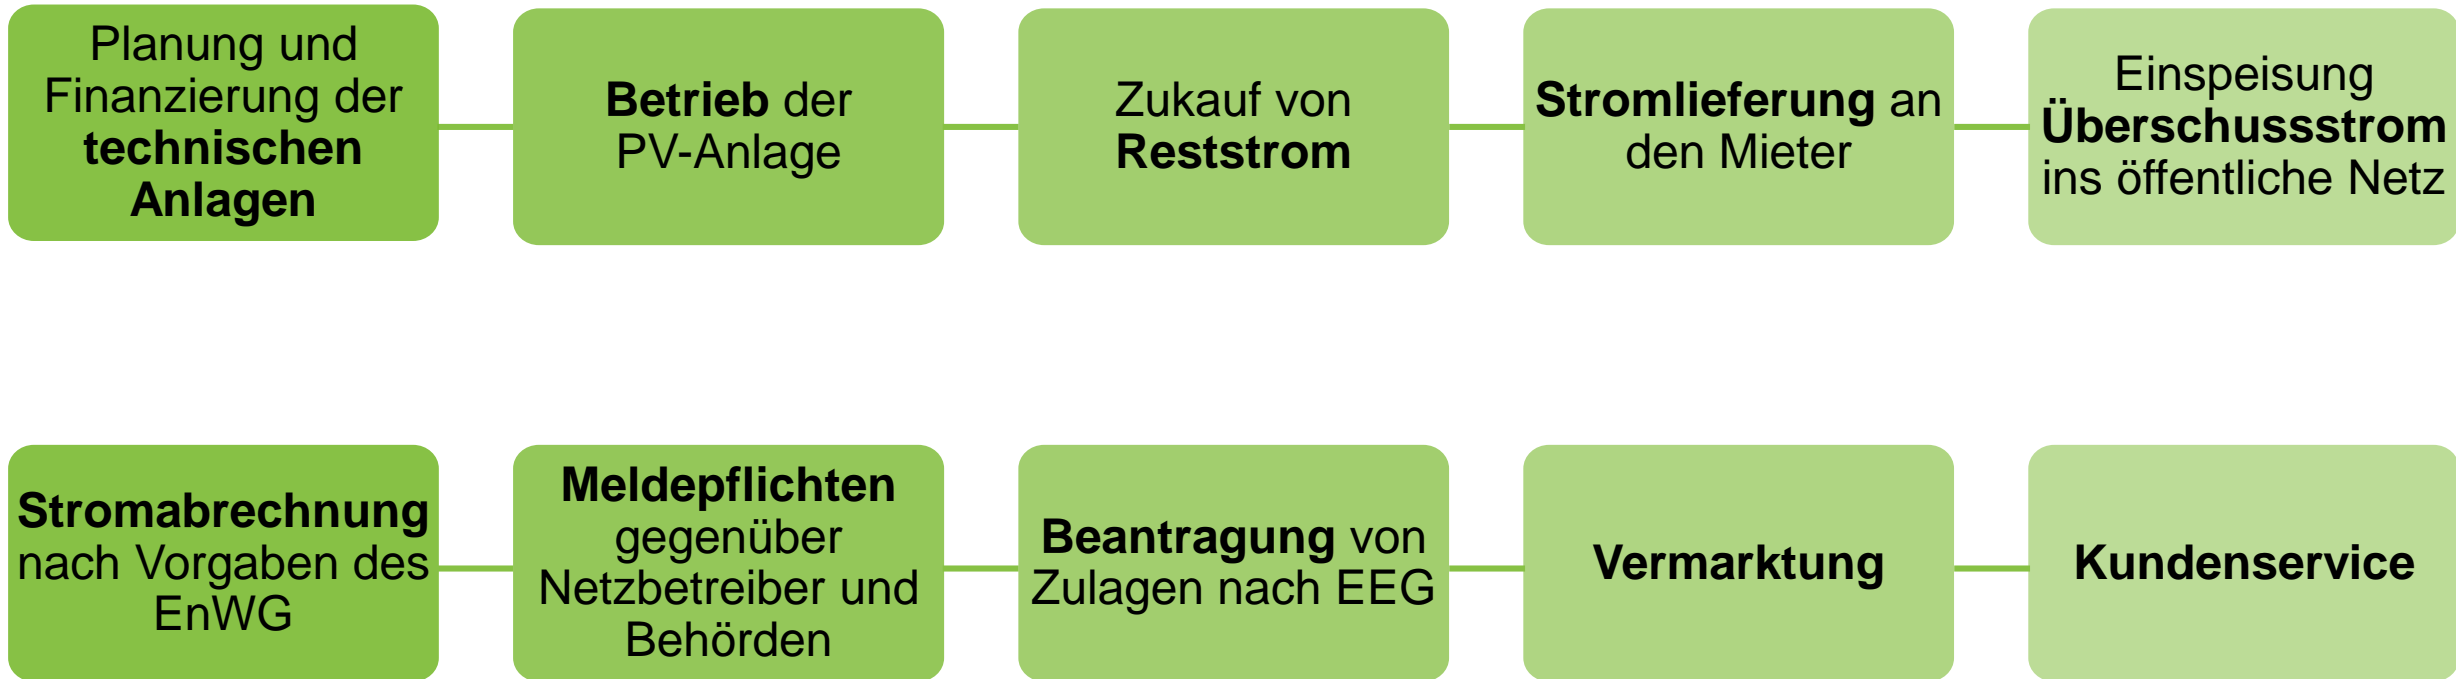 Planung und
Finanzierung der
technischen
Anlagen
Betrieb der
PV-Anlage
Zukauf von
Reststrom
Stromlieferung an
den Mieter
Einspeisung
Überschussstrom
ins öffentliche Netz
Stromabrechnung
nach Vorgaben des
EnWG
Meldepflichten
gegenüber
Netzbetreiber und
Behörden
Beantragung von
Zulagen nach EEG
Vermarktung
Kundenservice